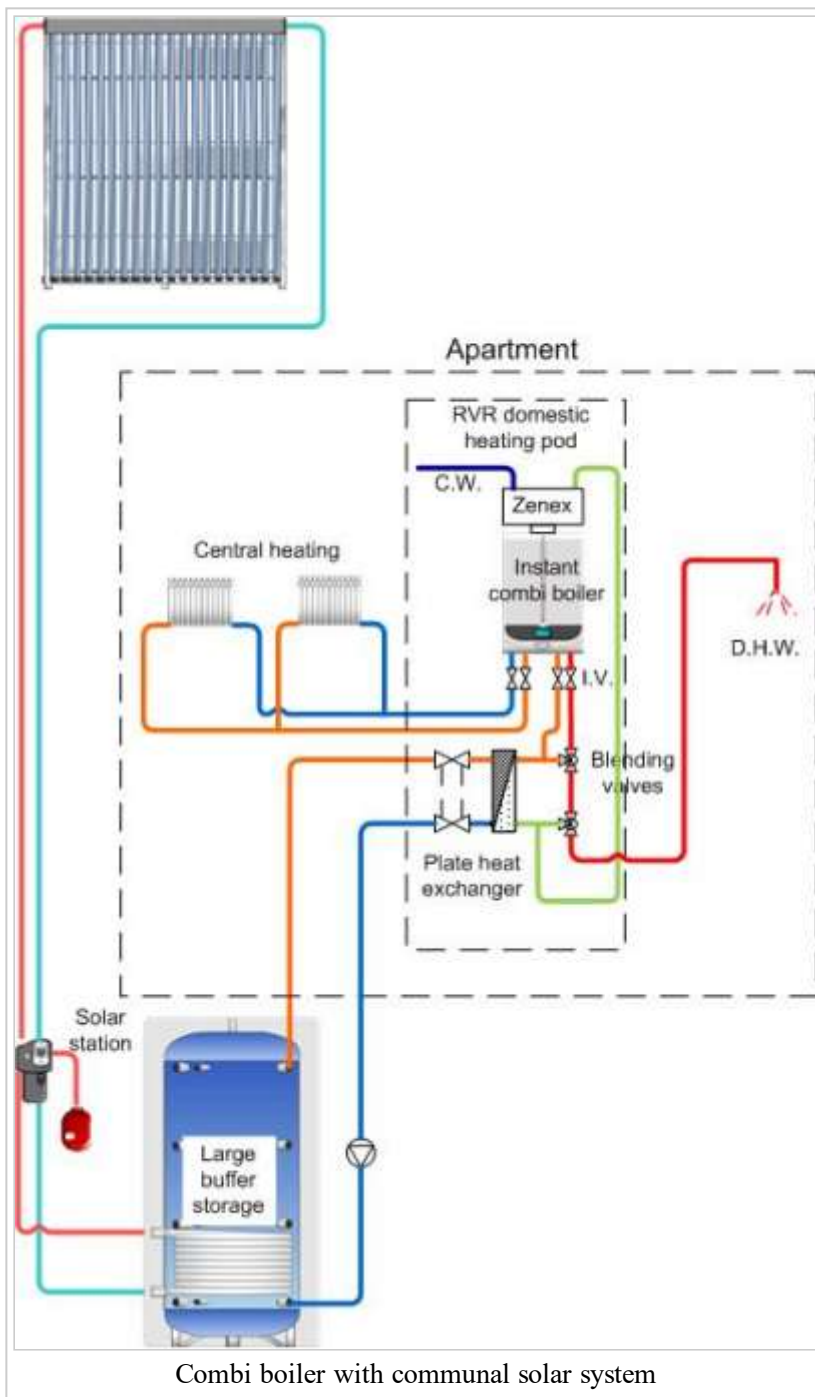 Apartment
RVR domestic
heating pod
C.W.
Zenex
Central heating
Instant
combi boiler
D.H.W.
I.V.
Blending
valves
Plate heat
exchanger
Solar
station
Large
buffer
storage
Combi boiler with communal solar system